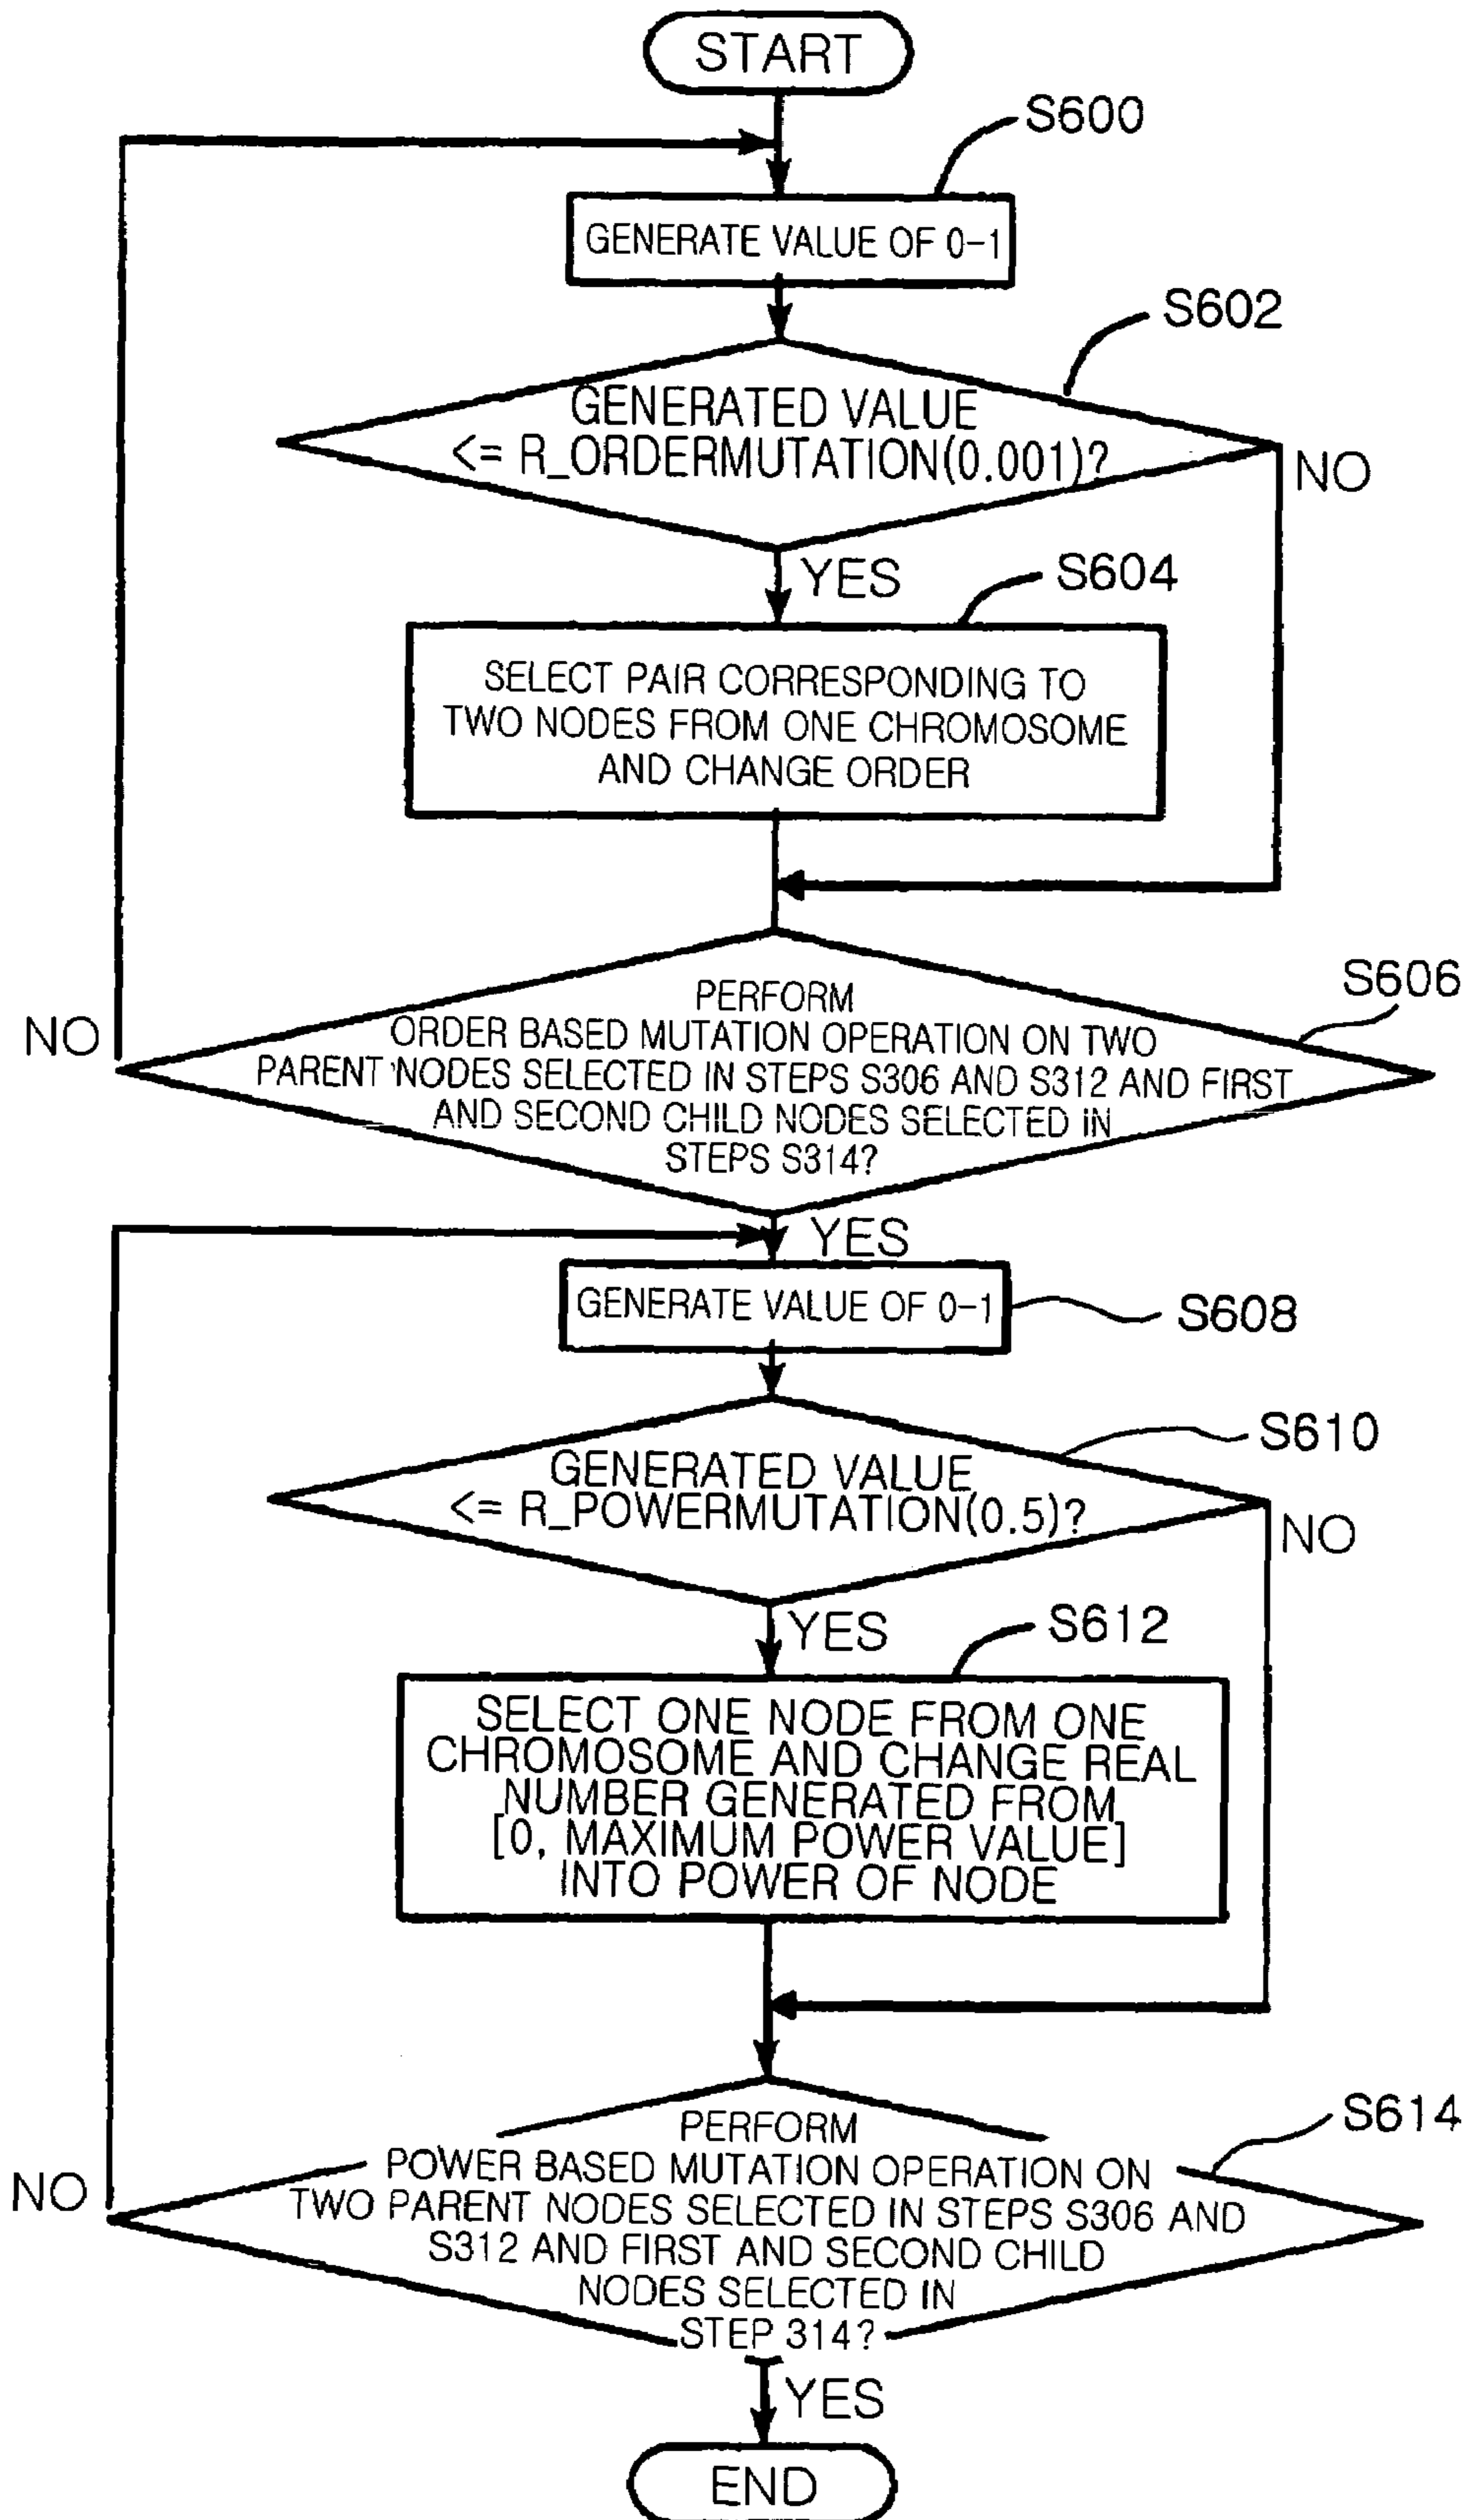 START
S600
GENERATE VALUE OF 0-1
S602
GENERATED VALUE
<= R_ORDERMUTATION(0.001)?
NO
YES
S604
SELECT PAIR CORRESPONDING TO
TWO NODES FROM ONE CHROMOSOME
AND CHANGE ORDER
S606
NO
PERFORM
ORDER BASED MUTATION OPERATION ON TWO
PARENT NODES SELECTED IN STEPS S306 AND S312 AND FIRST
AND SECOND CHILD NODES SELECTED IN
STEPS S314?
YES
GENERATE VALUE OF 0-1
S608
S610
GENERATED VALUE
<= R_POWERMUTATION(0.5)?
NO
YES
S612
SELECT ONE NODE FROM ONE
CHROMOSOME AND CHANGE REAL
NUMBER GENERATED FROM
[0, MAXIMUM POWER VALUE]
INTO POWER OF NODE
S614
NO
PERFORM
POWER BASED MUTATION OPERATION ON
TWO PARENT NODES SELECTED IN STEPS S306 AND
S312 AND FIRST AND SECOND CHILD
NODES SELECTED IN
STEP 314?
YES
END